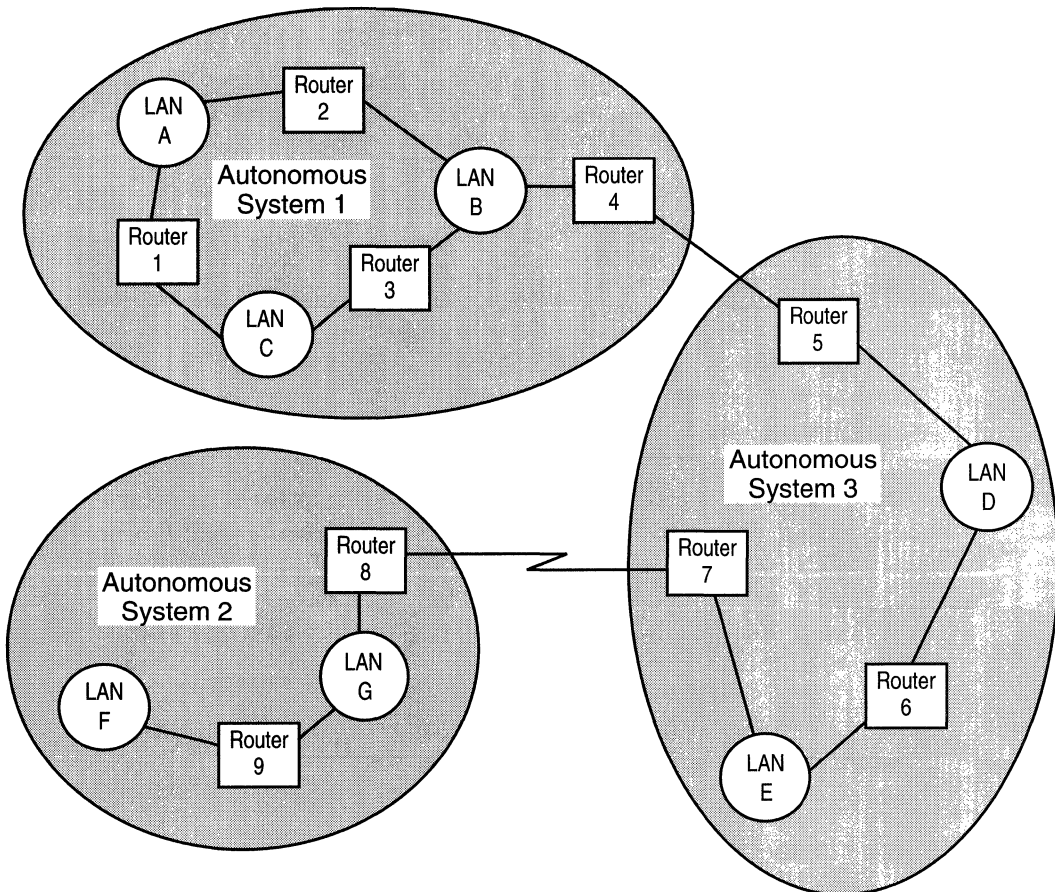 LAN
A
Router
2
Autonomous
System 1
LAN
B
Router
4
Router
1
Router
3
LAN
C
Router
5
Autonomous
System 3
LAN
D
Router
7
Router
6
LAN
E
Autonomous
System 2
Router
8
LAN
G
LAN
F
Router
9